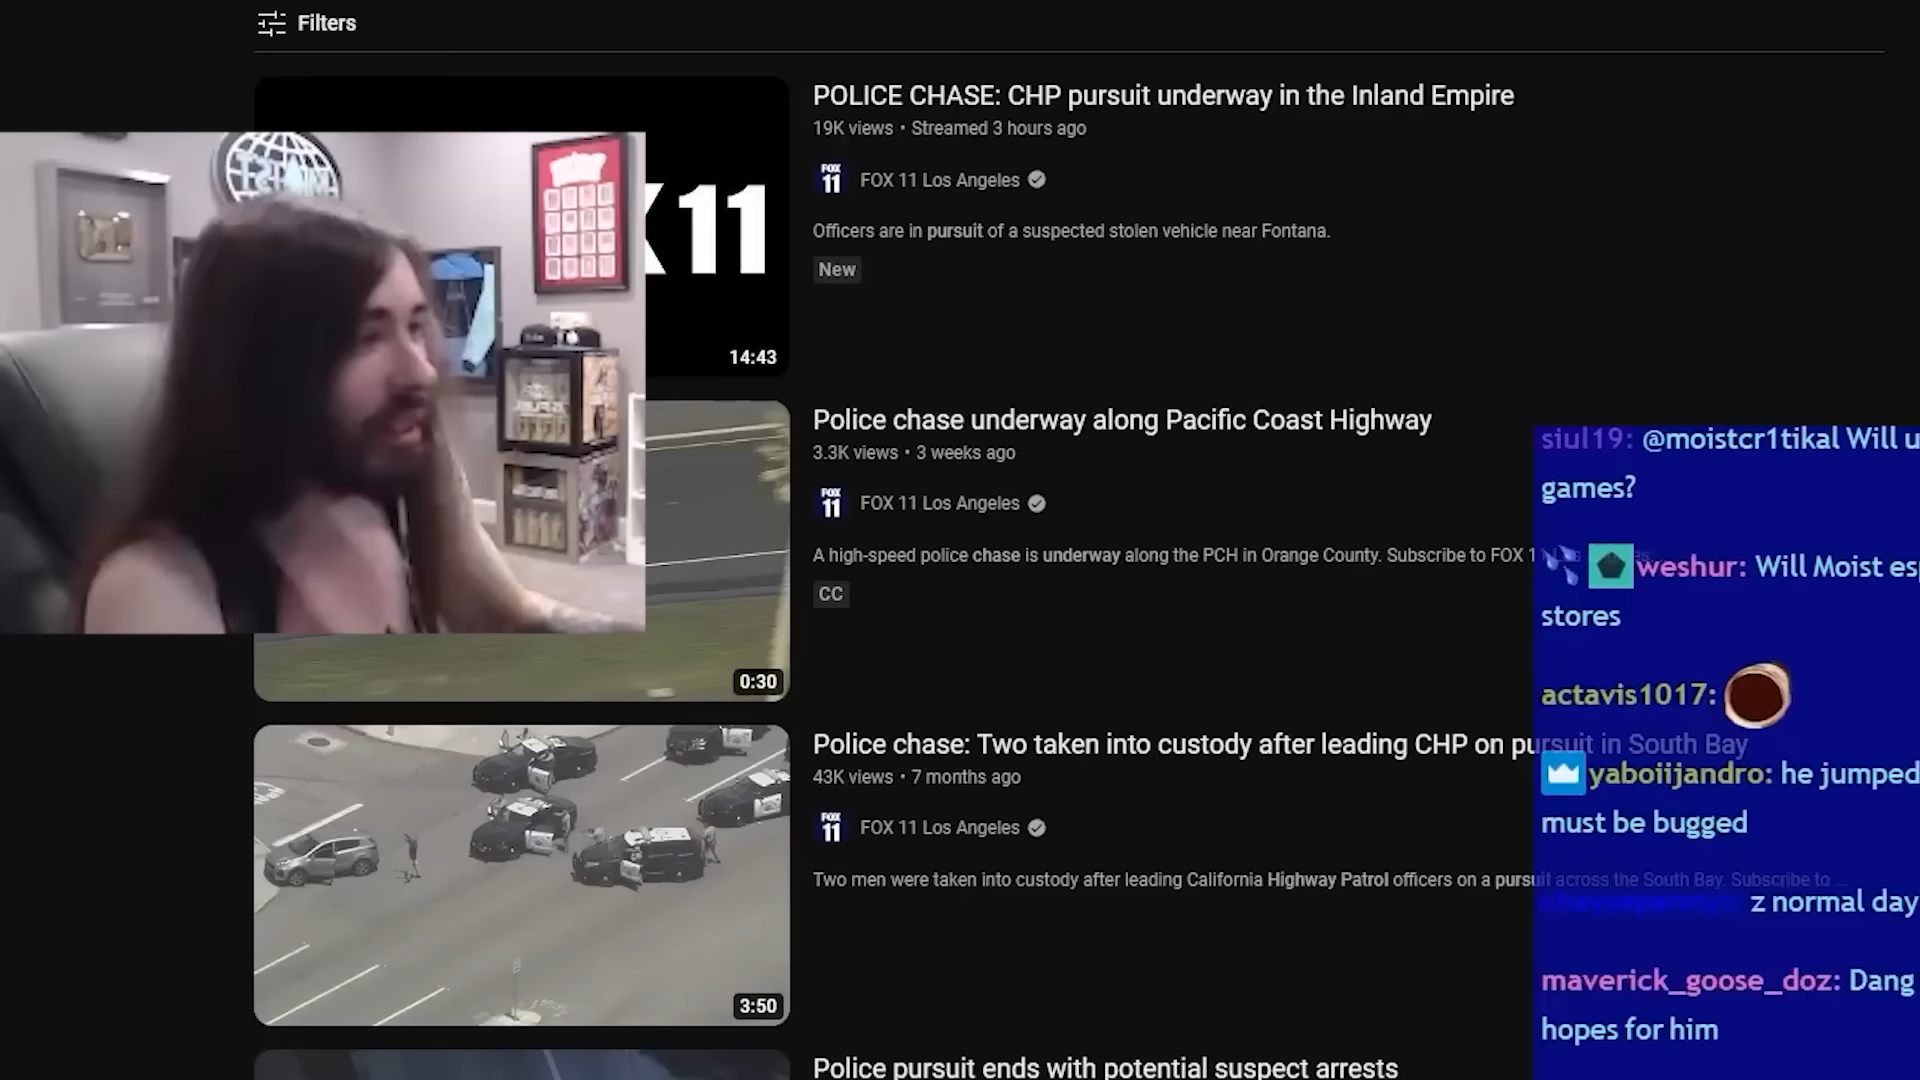 Filters
POLICE CHASE: CHP pursuit underway in the Inland Empire
19K views • Streamed 3 hours ago
FOX 11
FOX 11 Los Angeles
Officers are in pursuit of a suspected stolen vehicle near Fontana.
New
MOIST
X 11
14:43
Police chase underway along Pacific Coast Highway
3.3K views • 3 weeks ago
FOX 11
FOX 11 Los Angeles
A high-speed police chase is underway along the PCH in Orange County. Subscribe to FOX 1
CC
0:30
Police chase: Two taken into custody after leading CHP on pursuit in South Bay
43K views • 7 months ago
FOX 11
FOX 11 Los Angeles
Two men were taken into custody after leading California Highway Patrol officers on a pursuit across the South Bay. Subscribe to ...
3:50
Police pursuit ends with potential suspect arrests
siul19: @moistcr1tikal Will u
games?
weshur: Will Moist es
stores
actavis1017:
yaboiijandro: he jumped
must be bugged
z normal day
maverick_goose_doz: Dang
hopes for him